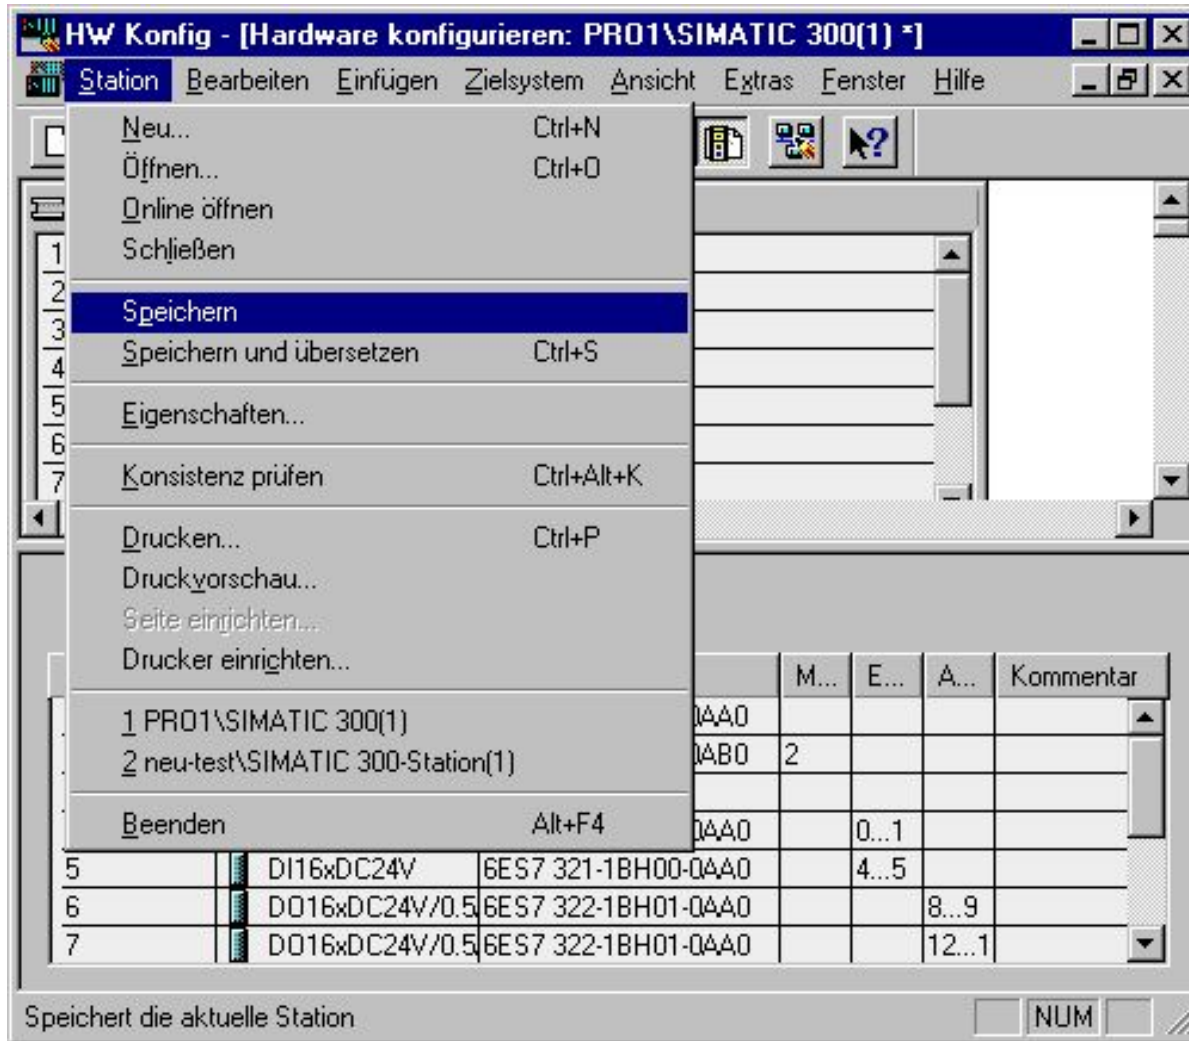 HW Konfig - [Hardware konfigurieren: PRO1\SIMATIC 300(1) *]
Station Bearbeiten Einfügen Zielsystem Ansicht Extras Fenster Hilfe
Neu... Ctrl+N
Öffnen... Ctrl+O
Online öffnen
Schließen
Speichern
Speichern und übersetzen Ctrl+S
Eigenschaften...
Konsistenz prüfen Ctrl+Alt+K
Drucken... Ctrl+P
Druckvorschau...
Seite einrichten...
Drucker einrichten...
1 PRO1\SIMATIC 300(1)
2 neu-test\SIMATIC 300-Station(1)
Beenden Alt+F4
1
2
3
4
5
6
7
M... E... A... Kommentar
0AA0
0AB0 2
0AA0 0...1
5 DI16xDC24V 6ES7 321-1BH00-0AA0 4...5
6 DO16xDC24V/0.5 6ES7 322-1BH01-0AA0 8...9
7 DO16xDC24V/0.5 6ES7 322-1BH01-0AA0 12...1
Speichert die aktuelle Station NUM